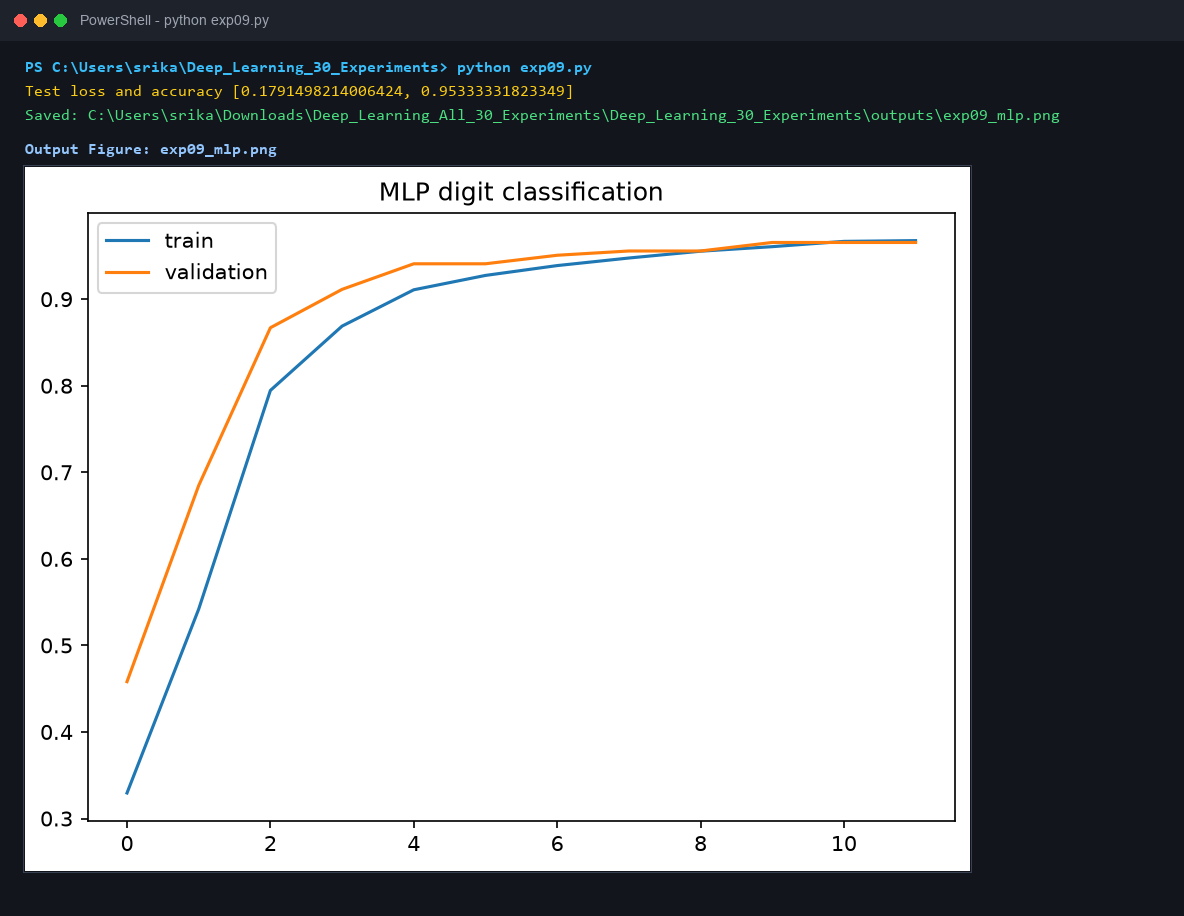 PowerShell - python exp09.py
PS C:\Users\srika\Deep_Learning_30_Experiments> python exp09.py
Test loss and accuracy [0.1791498214006424, 0.95333331823349]
Saved: C:\Users\srika\Downloads\Deep_Learning_All_30_Experiments\Deep_Learning_30_Experiments\outputs\exp09_mlp.png
Output Figure: exp09_mlp.png
MLP digit classification
train
validation
0.9
0.8
0.7
0.6
0.5
0.4
0.3
0 2 4 6 8 10